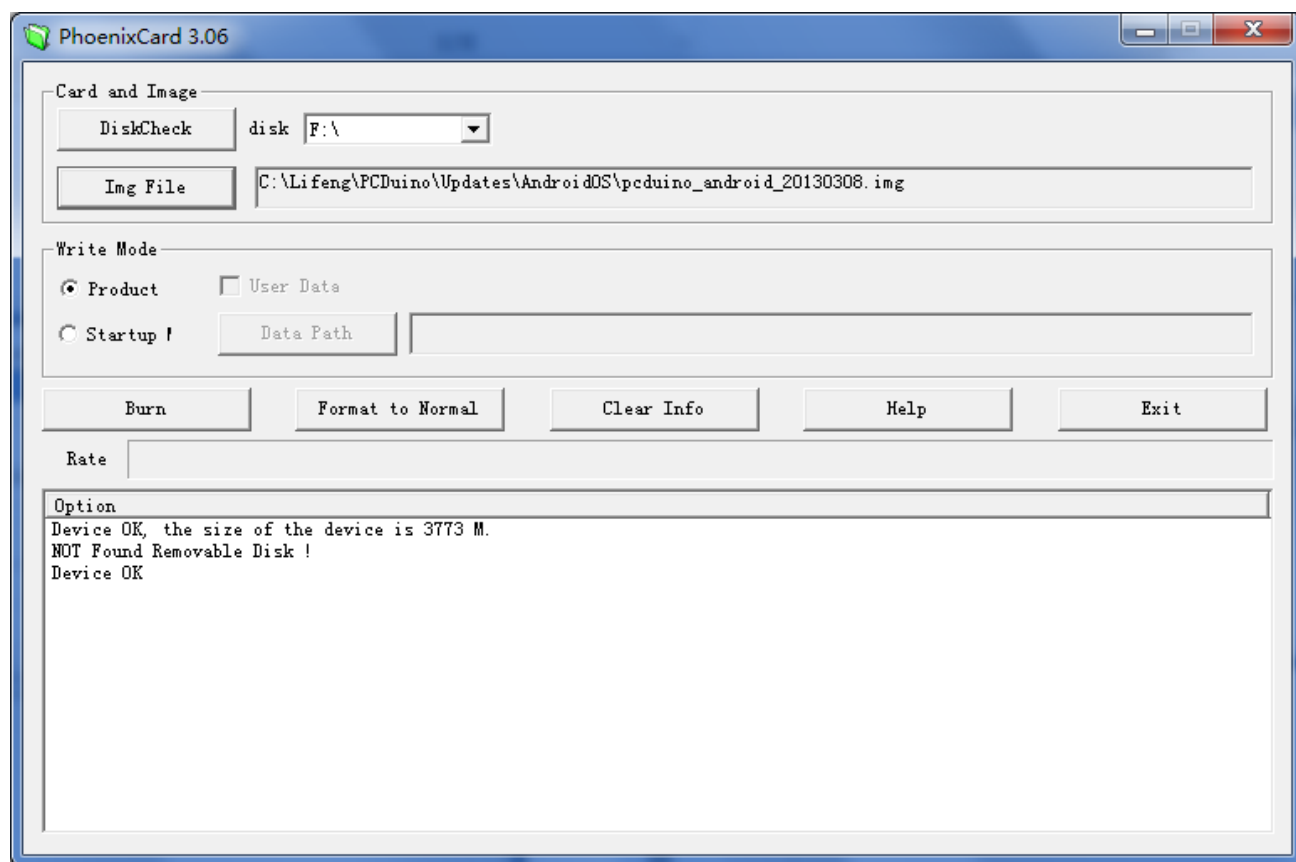 PhoenixCard 3.06
Card and Image
DiskCheck disk F:\
Img File C:\Lifeng\PCDuino\Updates\AndroidOS\pcduino_android_20130308.img
Write Mode
Product User Data
Startup ! Data Path
Burn Format to Normal Clear Info Help Exit
Rate
Option
Device OK, the size of the device is 3773 M.
NOT Found Removable Disk !
Device OK